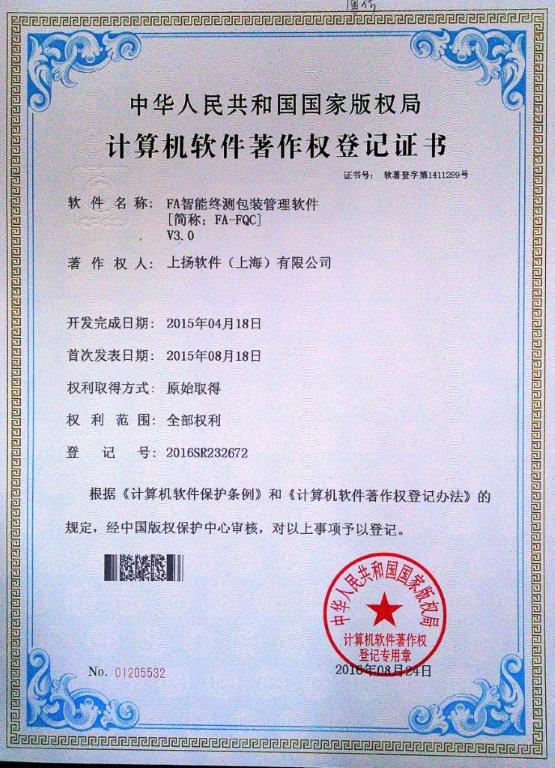 中华人民共和国国家版权局
计算机软件著作权登记证书
证书号： 软著登字第1411289号
软件名称： FA智能终测包装管理软件
[简称：FA-FQC]
V3.0
著作权人： 上扬软件（上海）有限公司
开发完成日期： 2015年04月18日
首次发表日期： 2015年08月18日
权利取得方式： 原始取得
权利范围： 全部权利
登记号： 2016SR232672
根据《计算机软件保护条例》和《计算机软件著作权登记办法》的
规定，经中国版权保护中心审核，对以上事项予以登记。
中华人民共和国国家版权局
计算机软件著作权
登记专用章
No. 01205532
2016年08月24日